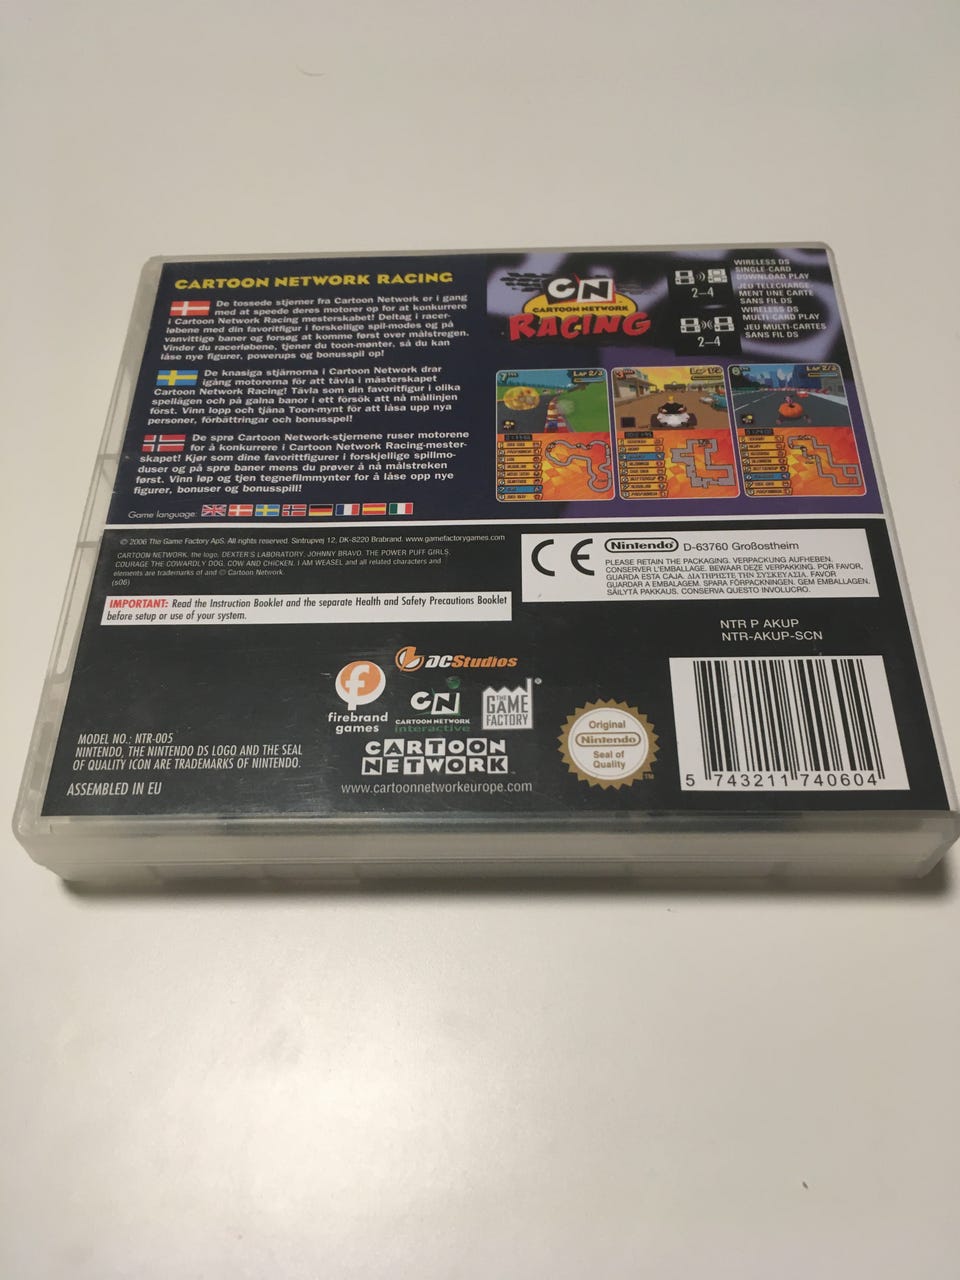 CARTOON NETWORK RACING
De tossede stjerner fra Cartoon Network er i gang
med at speede deres motorer op for at konkurrere
i Cartoon Network Racing mesterskabet! Deltag i racer-
løbene med din favoritfigur i forskellige spil-modes og på
vanvittige baner og forsøg at komme først over målstregen.
Vinder du racerløbene, tjener du toon-mønter, så du kan
låse nye figurer, powerups og bonusspil op!
De knasiga stjärnorna i Cartoon Network drar
igång motorerna för att tävla i mästerskapet
Cartoon Network Racing! Tävla som din favoritfigur i olika
spellägen och på galna banor i ett försök att nå mållinjen
först. Vinn lopp och tjäna Toon-mynt för att låsa upp nya
personer, förbättringar och bonusspel!
De sprø Cartoon Network-stjernene ruser motorene
for å konkurrere i Cartoon Network Racing-mester-
skapet! Kjør som dine favorittfigurer i forskjellige spillmo-
duser og på sprø baner mens du prøver å nå målstreken
først. Vinn løp og tjen tegnefilmmynter for å låse opp nye
figurer, bonuser og bonusspill!
Game language:
CN
CARTOON NETWORK
RACING
2–4
2–4
WIRELESS DS
SINGLE-CARD
DOWNLOAD PLAY
JEU TÉLÉCHARGE-
MENT UNE CARTE
SANS FIL DS
WIRELESS DS
MULTI-CARD PLAY
JEU MULTI-CARTES
SANS FIL DS
LAP 2/3
LAP 1/3
LAP 2/3
© 2006 The Game Factory ApS. All rights reserved. Sintrupvej 12, DK-8220 Brabrand. www.gamefactorygames.com
CARTOON NETWORK, the logo, DEXTER'S LABORATORY, JOHNNY BRAVO, THE POWER PUFF GIRLS,
COURAGE THE COWARDLY DOG, COW AND CHICKEN, I AM WEASEL and all related characters and
elements are trademarks of and © Cartoon Network.
(s06)
IMPORTANT: Read the Instruction Booklet and the separate Health and Safety Precautions Booklet
before setup or use of your system.
CE
Nintendo D-63760 Großostheim
PLEASE RETAIN THE PACKAGING. VERPACKUNG AUFHEBEN.
CONSERVER L'EMBALLAGE. BEWAAR DEZE VERPAKKING. POR FAVOR,
GUARDA ESTA CAJA. ΔΙΑΤΗΡΙΣΤΕ ΤΗΝ ΣΥΣΚΕΥΑΣΙΑ. FAVOR
GUARDAR A EMBALAGEM. SPARA FÖRPACKNINGEN. GEM EMBALLAGEN.
SÄILYTÄ PAKKAUS. CONSERVA QUESTO INVOLUCRO.
NTR P AKUP
NTR-AKUP-SCN
DC Studios
f
firebrand
games
CN
CARTOON NETWORK
interactive
THE
GAME
FACTORY
CARTOON
NETWORK
www.cartoonnetworkeurope.com
Original
Nintendo
Seal of
Quality
TM
MODEL NO.: NTR-005
NINTENDO, THE NINTENDO DS LOGO AND THE SEAL
OF QUALITY ICON ARE TRADEMARKS OF NINTENDO.
ASSEMBLED IN EU
5 743211 740604